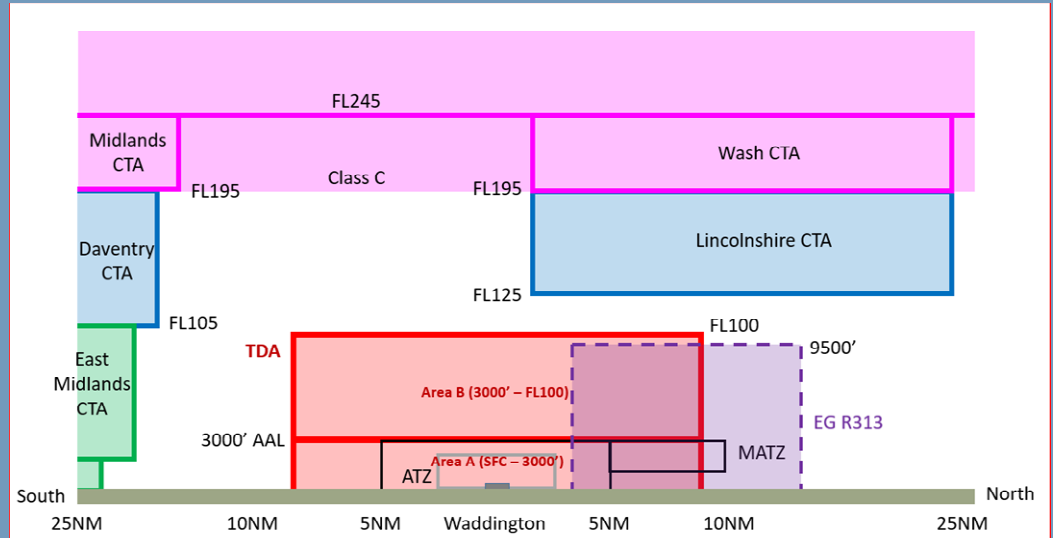 FL245
Midlands
CTA
Wash CTA
Class C
FL195
FL195
Daventry
CTA
Lincolnshire CTA
FL125
FL105
FL100
TDA
9500’
East
Midlands
CTA
Area B (3000’ – FL100)
EG R313
3000’ AAL
MATZ
Area A (SFC – 3000’)
ATZ
South
North
25NM
10NM
5NM
Waddington
5NM
10NM
25NM